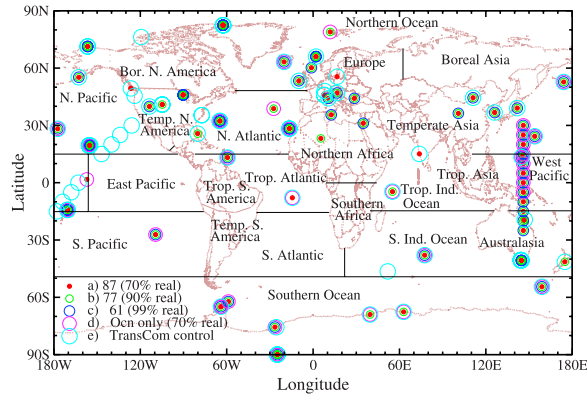 90N
60N
30N
0
30S
60S
90S
Latitude
Northern Ocean
Boreal Asia
Europe
Bor. N. America
N. Pacific
Temp. N.
America
N. Atlantic
Temperate Asia
Northern Africa
West
Pacific
East Pacific
Trop. S.
America
Trop. Atlantic
Trop. Ind.
Ocean
Trop. Asia
Southern
Africa
Temp. S.
America
S. Pacific
S. Atlantic
S. Ind. Ocean
Australasia
Southern Ocean
a) 87 (70% real)
b) 77 (90% real)
c) 61 (99% real)
d) Ocn only (70% real)
e) TransCom control
180W 120W 60W 0 60E 120E 180E
Longitude